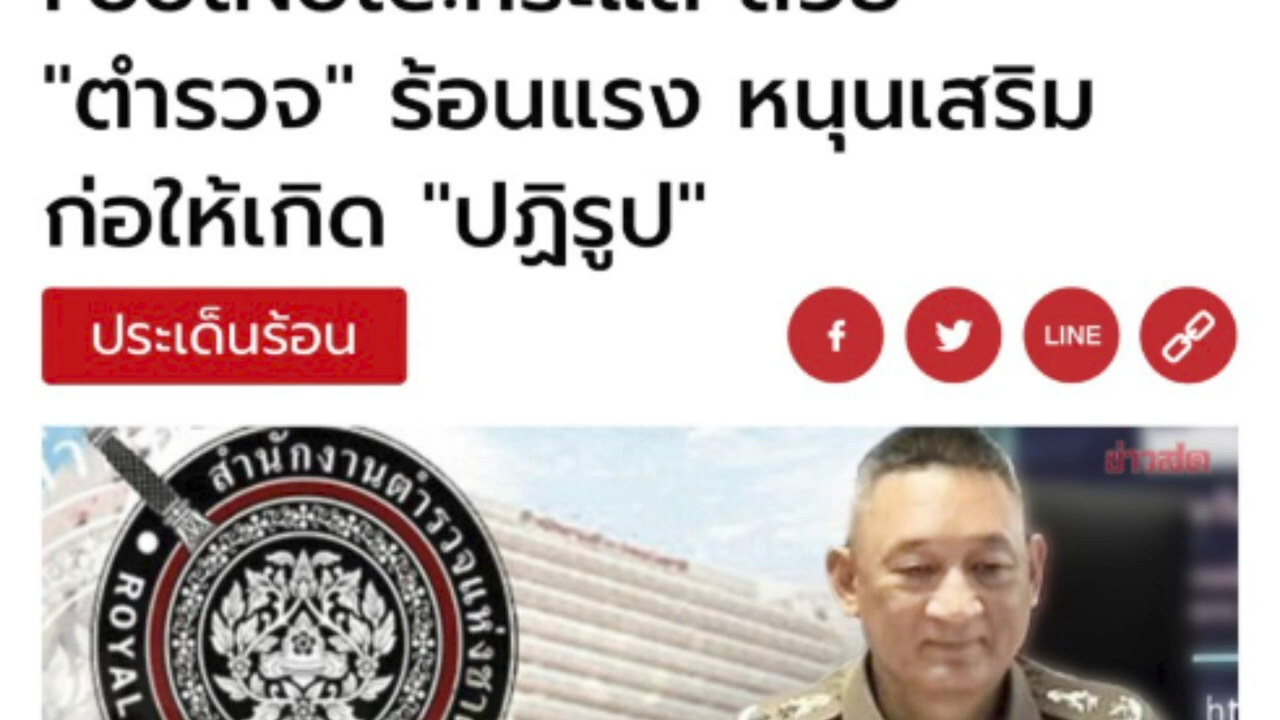 "ตำรวจ" ร้อนแรง หนุนเสริม
ก่อให้เกิด "ปฏิรูป"
ประเด็นร้อน
f
LINE
ข่าวสด
สำนักงานตำรวจแห่งชาติ
ROYAL
ht